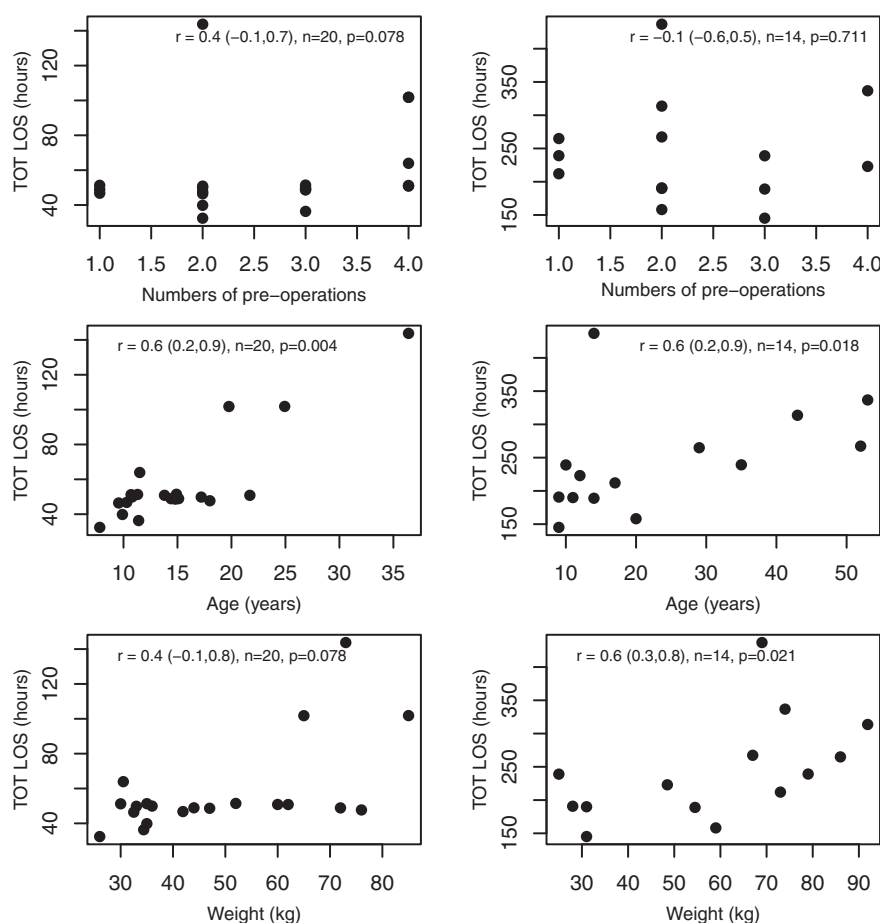 r = 0.4 (−0.1,0.7), n=20, p=0.078
TOT LOS (hours)
40 80 120
1.0 1.5 2.0 2.5 3.0 3.5 4.0
Numbers of pre−operations
r = −0.1 (−0.6,0.5), n=14, p=0.711
TOT LOS (hours)
150 250 350
1.0 1.5 2.0 2.5 3.0 3.5 4.0
Numbers of pre−operations
r = 0.6 (0.2,0.9), n=20, p=0.004
TOT LOS (hours)
40 80 120
10 15 20 25 30 35
Age (years)
r = 0.6 (0.2,0.9), n=14, p=0.018
TOT LOS (hours)
150 250 350
10 20 30 40 50
Age (years)
r = 0.4 (−0.1,0.8), n=20, p=0.078
TOT LOS (hours)
40 80 120
30 40 50 60 70 80
Weight (kg)
r = 0.6 (0.3,0.8), n=14, p=0.021
TOT LOS (hours)
150 250 350
30 40 50 60 70 80 90
Weight (kg)